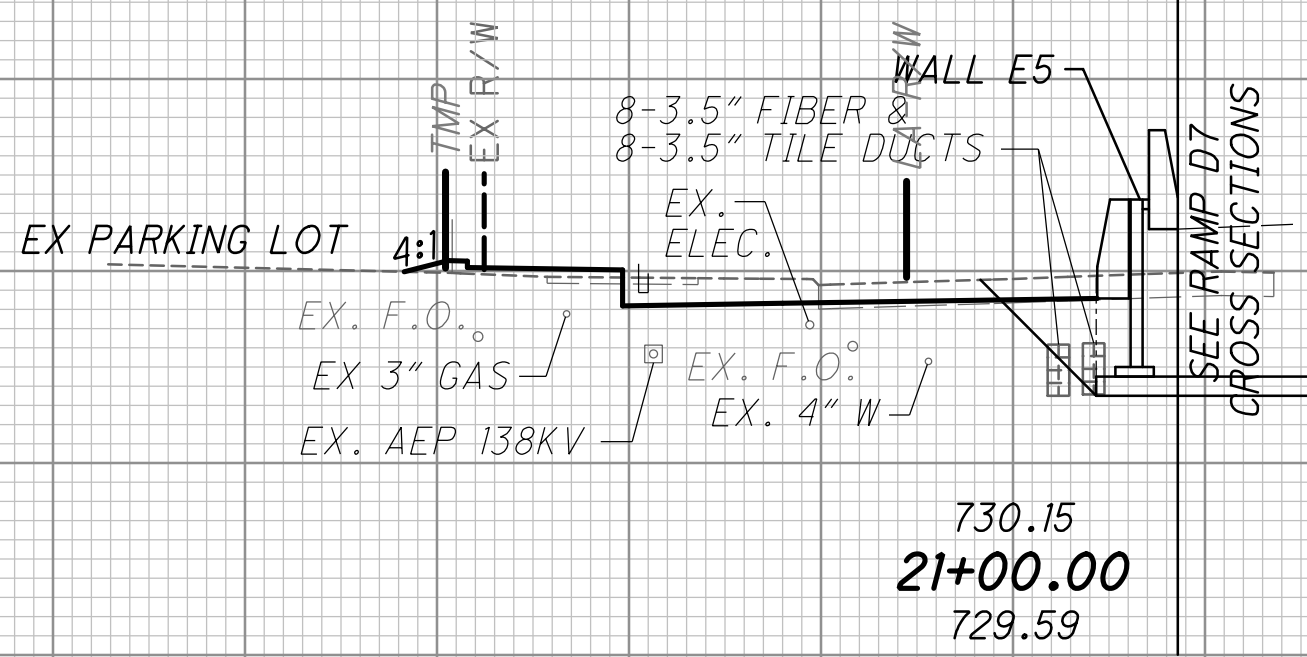 TMP
EX R/W
EX LA R/W
WALL E5
8-3.5" FIBER &
8-3.5" TILE DUCTS
EX.
ELEC.
EX PARKING LOT
4:1
EX. F.O.
EX 3" GAS
EX. AEP 138KV
EX. F.O.
EX. 4" W
SEE RAMP D7
CROSS SECTIONS
730.15
21+00.00
729.59